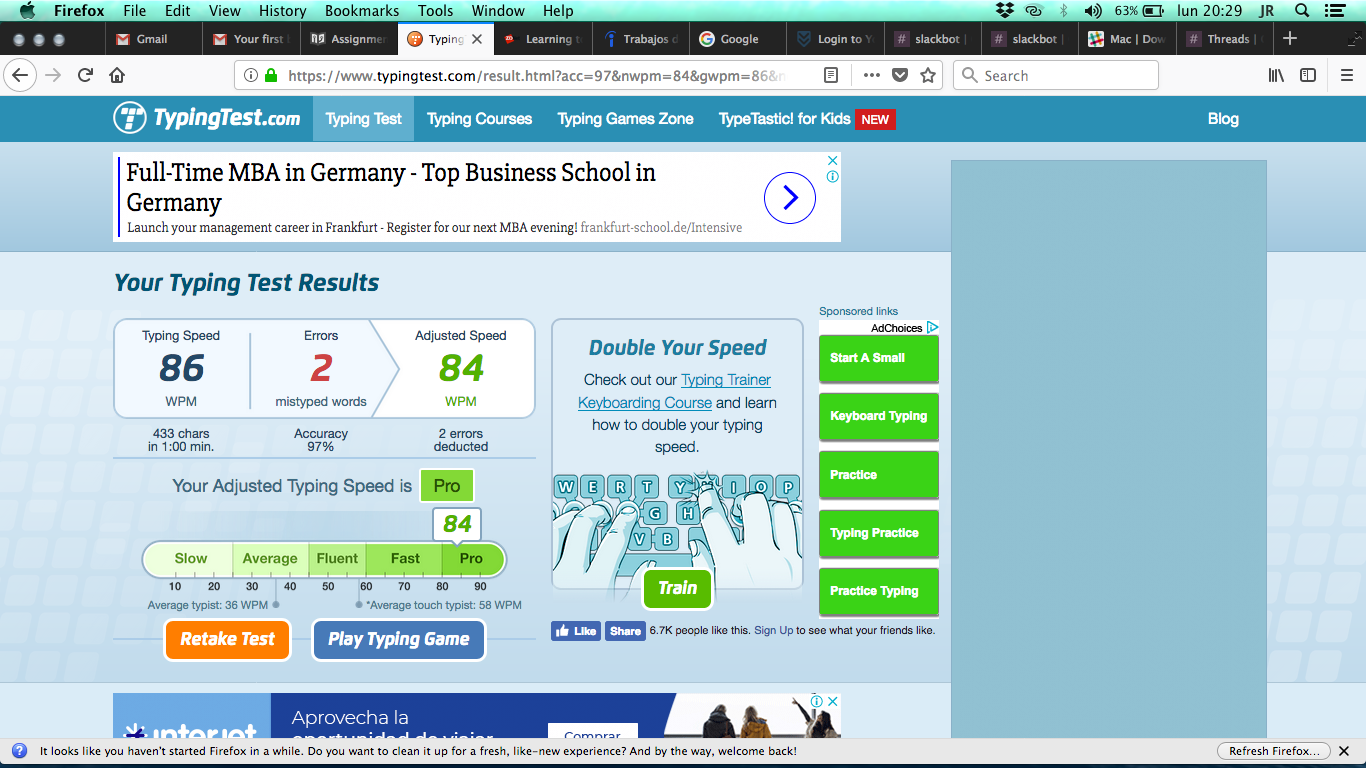 Firefox File Edit View History Bookmarks Tools Window Help 63% lun 20:29 JR
Gmail Your first Assignmen Typing Learning t Trabajos d Google Login to Y slackbot slackbot Mac | Dow Threads |
https://www.typingtest.com/result.html?acc=97&nwpm=84&gwpm=86& Search
TypingTest.com Typing Test Typing Courses Typing Games Zone TypeTastic! for Kids NEW Blog
Full-Time MBA in Germany - Top Business School in
Germany
Launch your management career in Frankfurt - Register for our next MBA evening! frankfurt-school.de/Intensive
Your Typing Test Results
Typing Speed Errors Adjusted Speed
86 2 84
WPM mistyped words WPM
433 chars Accuracy 2 errors
in 1:00 min. 97% deducted
Your Adjusted Typing Speed is Pro
84
Slow Average Fluent Fast Pro
10 20 30 40 50 60 70 80 90
Average typist: 36 WPM *Average touch typist: 58 WPM
Retake Test Play Typing Game
Double Your Speed
Check out our Typing Trainer
Keyboarding Course and learn
how to double your typing
speed.
W E R T Y I O P
G H
V B
Train
Like Share 6.7K people like this. Sign Up to see what your friends like.
Sponsored links
AdChoices
Start A Small
Keyboard Typing
Practice
Typing Practice
Practice Typing
interjet
Aprovecha la
oportunidad de viajar
Comprar
It looks like you haven't started Firefox in a while. Do you want to clean it up for a fresh, like-new experience? And by the way, welcome back! Refresh Firefox...